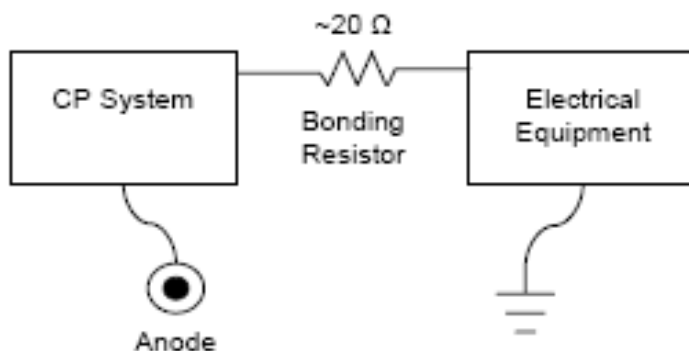 ~20 Ω
CP System
Bonding
Resistor
Electrical
Equipment
Anode